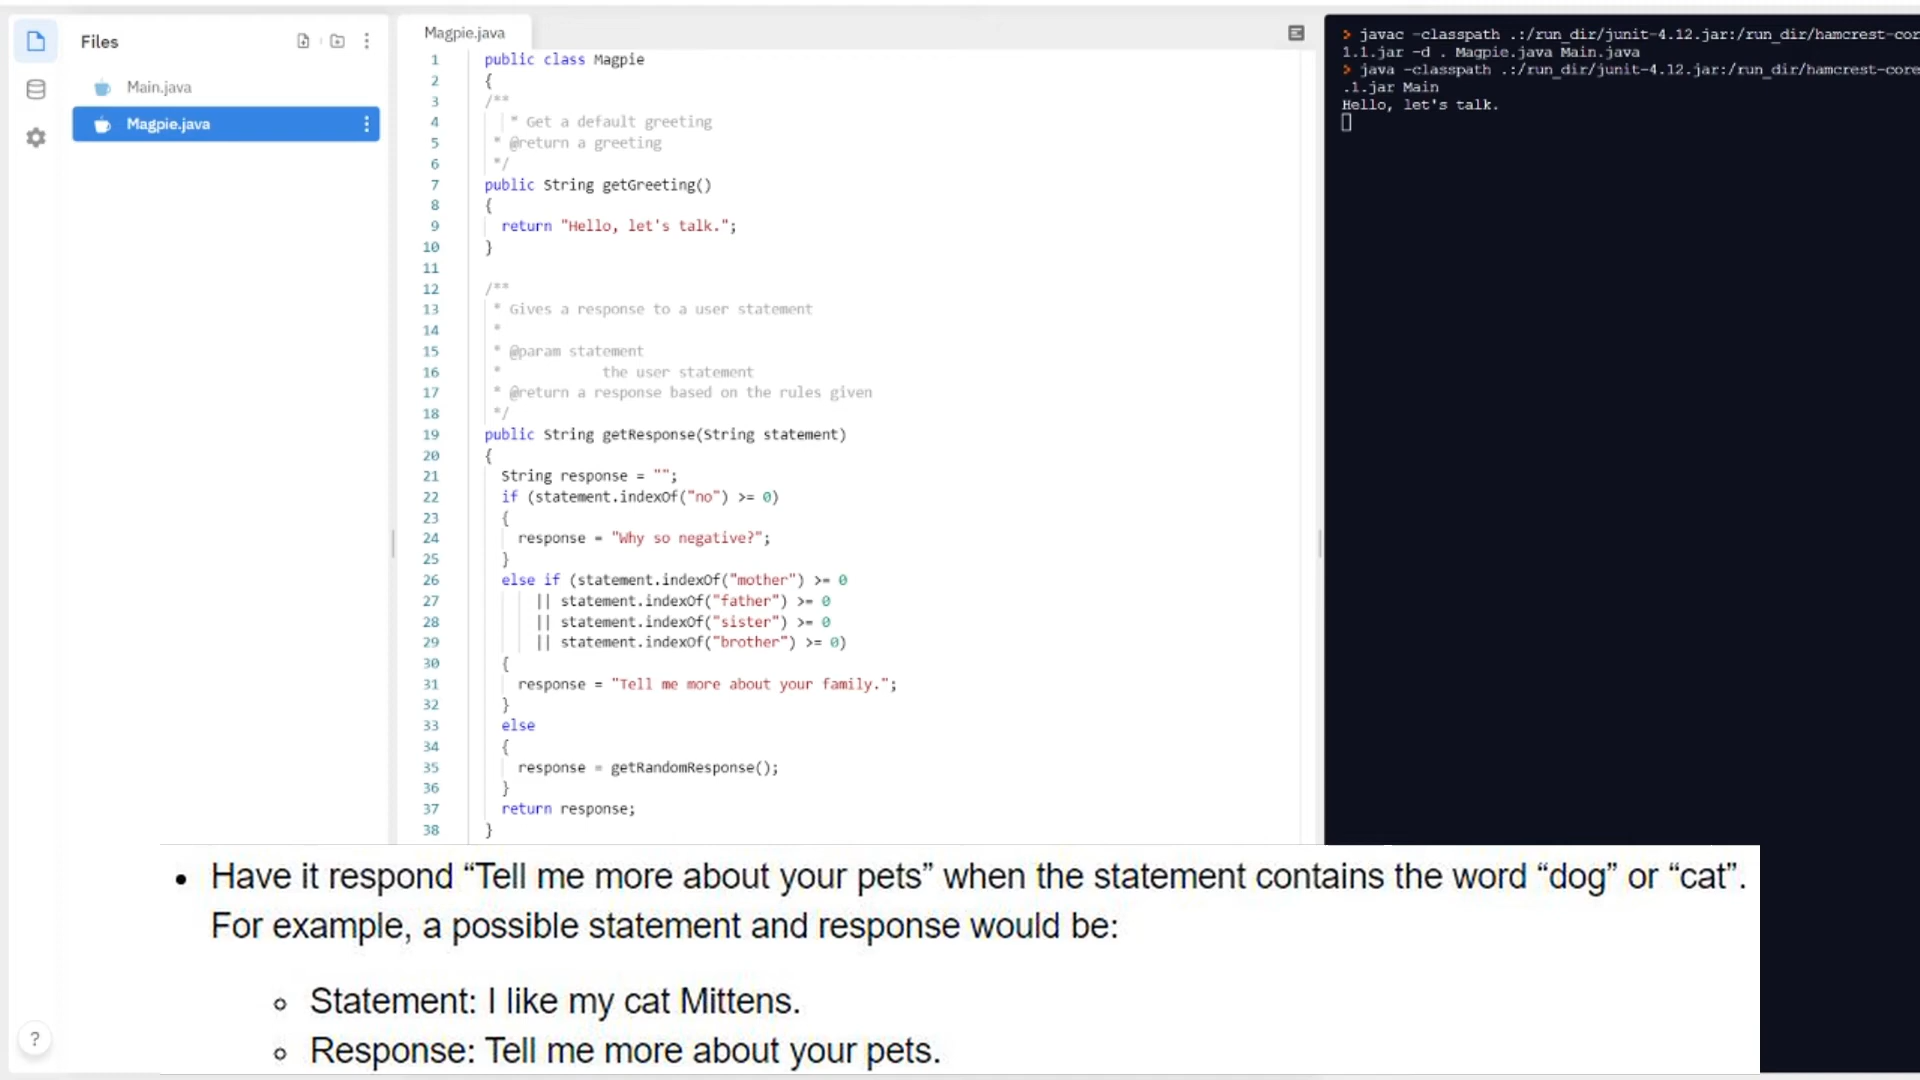 Files
Main.java
Magpie.java
Magpie.java
1 public class Magpie
2 {
3 /**
4 * Get a default greeting
5 * @return a greeting
6 */
7 public String getGreeting()
8 {
9 return "Hello, let's talk.";
10 }
11
12 /**
13 * Gives a response to a user statement
14 *
15 * @param statement
16 * the user statement
17 * @return a response based on the rules given
18 */
19 public String getResponse(String statement)
20 {
21 String response = "";
22 if (statement.indexOf("no") >= 0)
23 {
24 response = "Why so negative?";
25 }
26 else if (statement.indexOf("mother") >= 0
27 || statement.indexOf("father") >= 0
28 || statement.indexOf("sister") >= 0
29 || statement.indexOf("brother") >= 0)
30 {
31 response = "Tell me more about your family.";
32 }
33 else
34 {
35 response = getRandomResponse();
36 }
37 return response;
38 }
> javac -classpath .:/run_dir/junit-4.12.jar:/run_dir/hamcrest-cor
1.1.jar -d . Magpie.java Main.java
> java -classpath .:/run_dir/junit-4.12.jar:/run_dir/hamcrest-core
.1.jar Main
Hello, let's talk.
• Have it respond “Tell me more about your pets” when the statement contains the word “dog” or “cat”.
For example, a possible statement and response would be:
○ Statement: I like my cat Mittens.
○ Response: Tell me more about your pets.
?